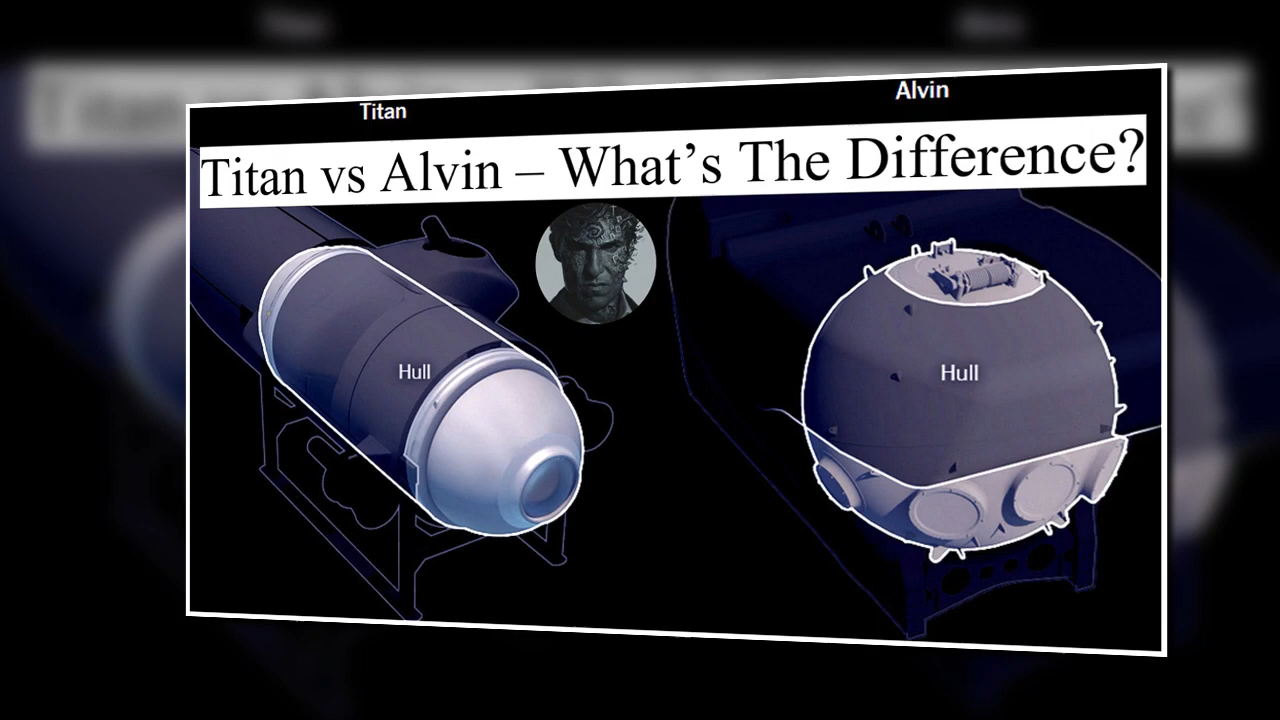 Titan
Alvin
Titan vs Alvin – What’s The Difference?
Hull
Hull